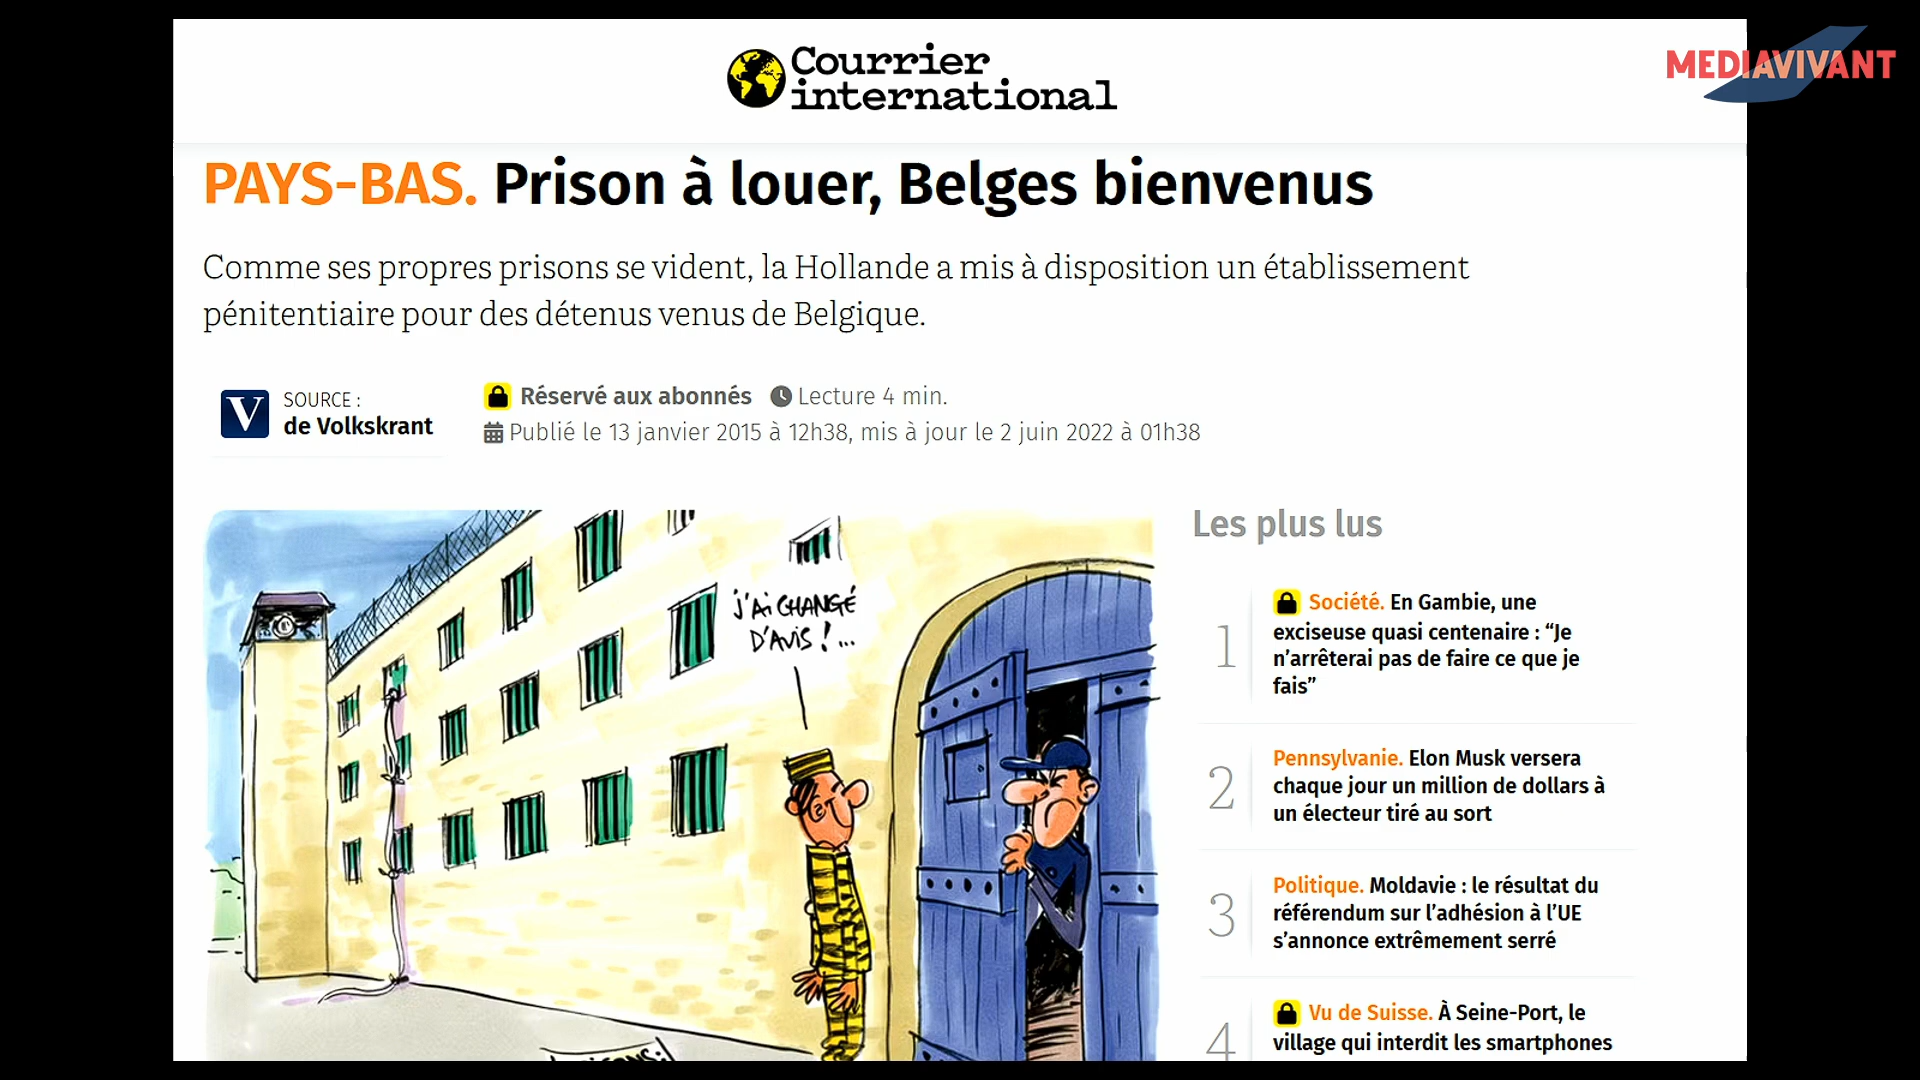 Courrier
international
MEDIAVIVANT
PAYS-BAS. Prison à louer, Belges bienvenus
Comme ses propres prisons se vident, la Hollande a mis à disposition un établissement
pénitentiaire pour des détenus venus de Belgique.
V
SOURCE :
de Volkskrant
Réservé aux abonnés Lecture 4 min.
Publié le 13 janvier 2015 à 12h38, mis à jour le 2 juin 2022 à 01h38
J'AI CHANGÉ
D'AVIS !...
Les plus lus
1
Société. En Gambie, une
exciseuse quasi centenaire : “Je
n’arrêterai pas de faire ce que je
fais”
2
Pennsylvanie. Elon Musk versera
chaque jour un million de dollars à
un électeur tiré au sort
3
Politique. Moldavie : le résultat du
référendum sur l’adhésion à l’UE
s’annonce extrêmement serré
4
Vu de Suisse. À Seine-Port, le
village qui interdit les smartphones